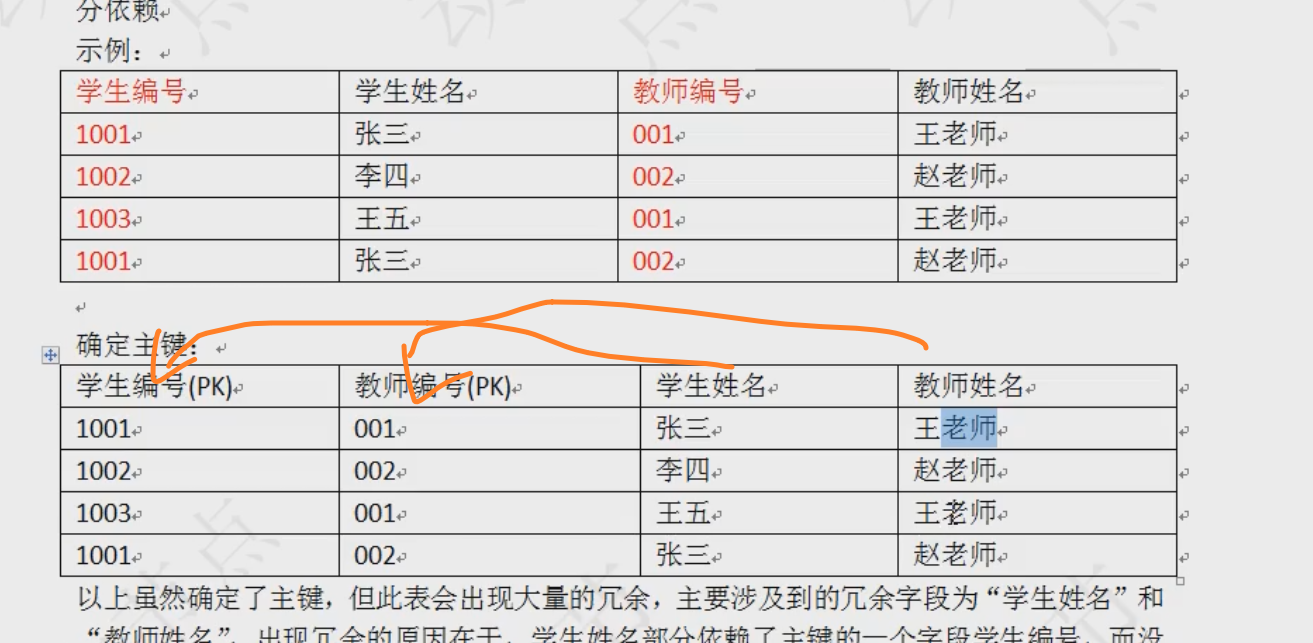 分依赖
示例：
学生编号 学生姓名 教师编号 教师姓名
1001 张三 001 王老师
1002 李四 002 赵老师
1003 王五 001 王老师
1001 张三 002 赵老师
确定主键：
学生编号(PK) 教师编号(PK) 学生姓名 教师姓名
1001 001 张三 王老师
1002 002 李四 赵老师
1003 001 王五 王老师
1001 002 张三 赵老师
以上虽然确定了主键，但此表会出现大量的冗余，主要涉及到的冗余字段为“学生姓名”和
“教师姓名”，出现冗余的原因在于，学生姓名部分依赖了主键的一个字段学生编号，而没